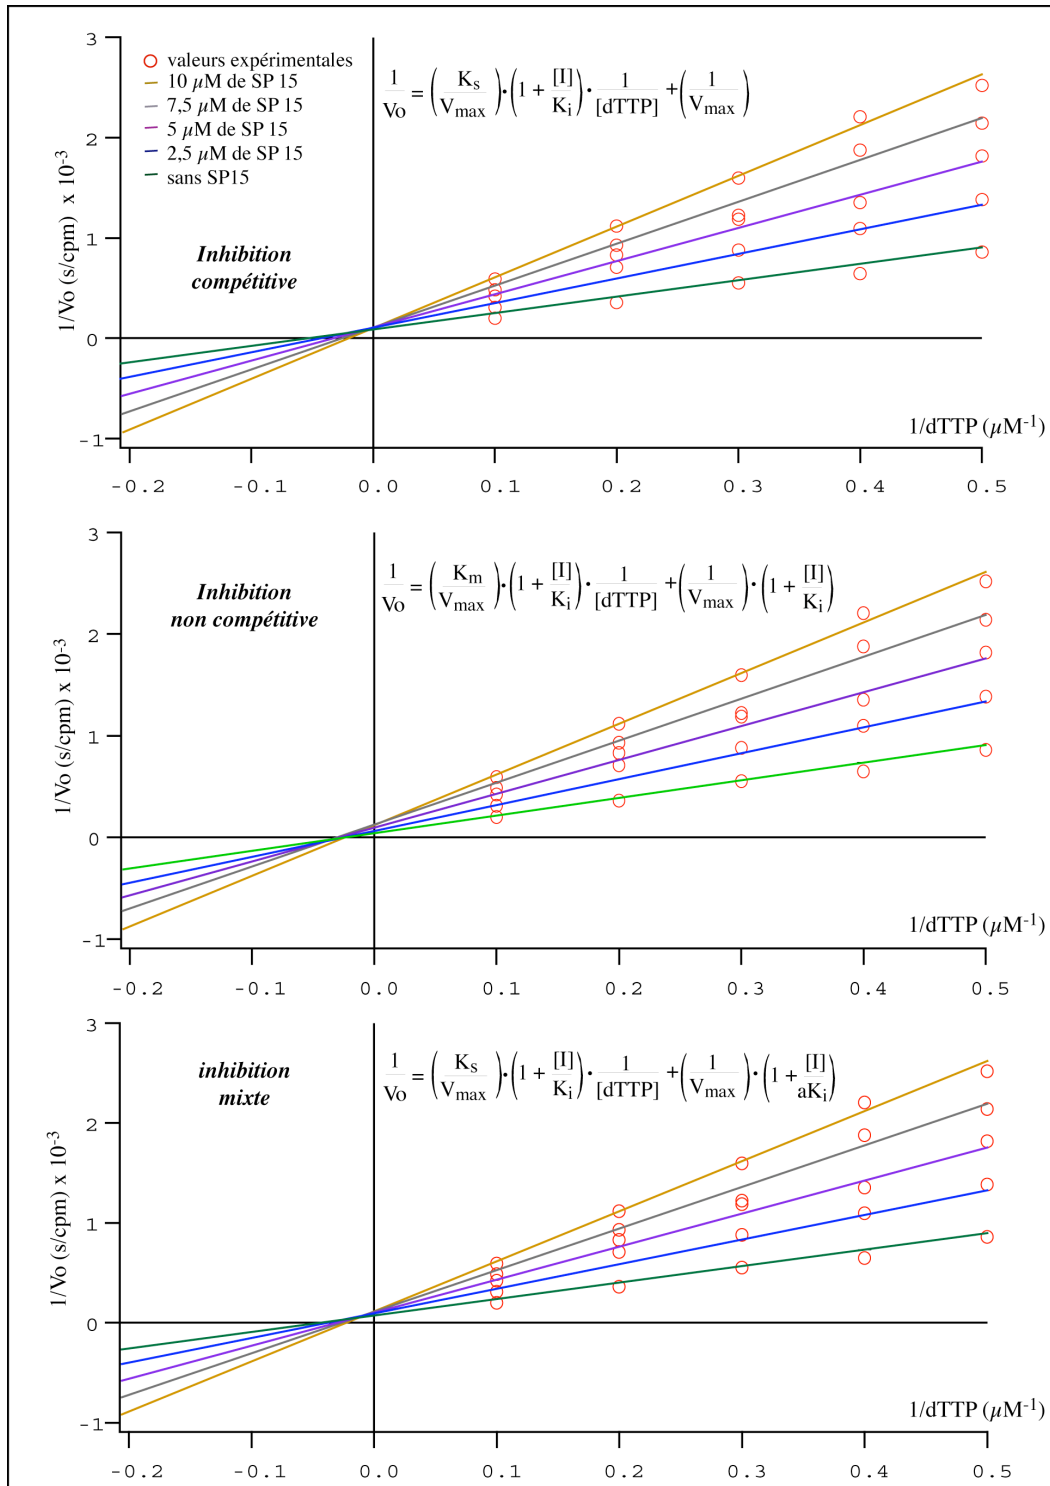 3
valeurs expérimentales
10 µM de SP 15
7,5 µM de SP 15
5 µM de SP 15
2,5 µM de SP 15
sans SP15
1/Vo = (Ks/Vmax)•(1 + [I]/Ki)•1/[dTTP] + (1/Vmax)
2
1
0
-1
1/Vo (s/cpm) x 10-3
Inhibition
compétitive
1/dTTP (µM-1)
-0.2 -0.1 0.0 0.1 0.2 0.3 0.4 0.5
3
Inhibition
non compétitive
1/Vo = (Km/Vmax)•(1 + [I]/Ki)•1/[dTTP] + (1/Vmax)•(1 + [I]/Ki)
2
1
0
-1
1/Vo (s/cpm) x 10-3
1/dTTP (µM-1)
-0.2 -0.1 0.0 0.1 0.2 0.3 0.4 0.5
3
inhibition
mixte
1/Vo = (Ks/Vmax)•(1 + [I]/Ki)•1/[dTTP] + (1/Vmax)•(1 + [I]/aKi)
2
1
0
-1
1/Vo (s/cpm) x 10-3
1/dTTP (µM-1)
-0.2 -0.1 0.0 0.1 0.2 0.3 0.4 0.5